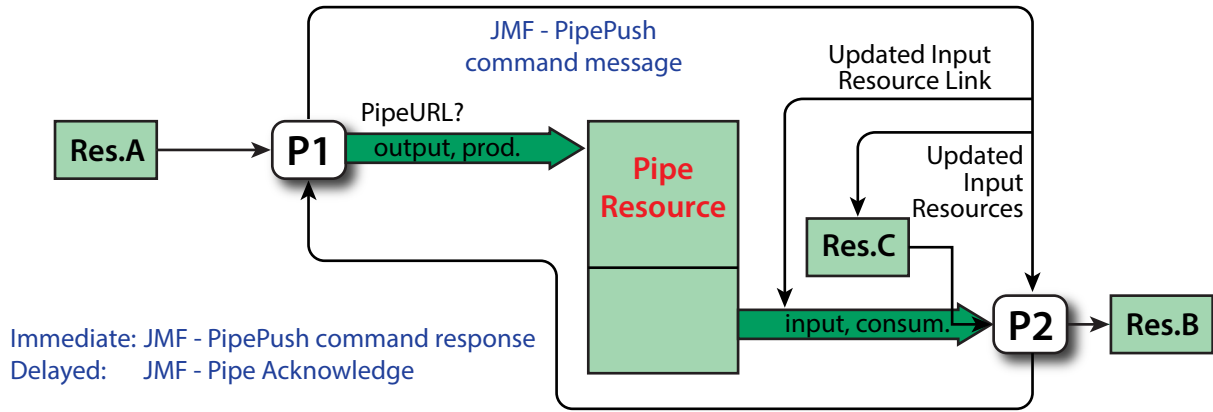 JMF - PipePush
command message
Updated Input
Resource Link
PipeURL?
Res.A
P1
output, prod.
Pipe
Resource
Updated
Input
Resources
Res.C
input, consum.
P2
Res.B
Immediate: JMF - PipePush command response
Delayed: JMF - Pipe Acknowledge